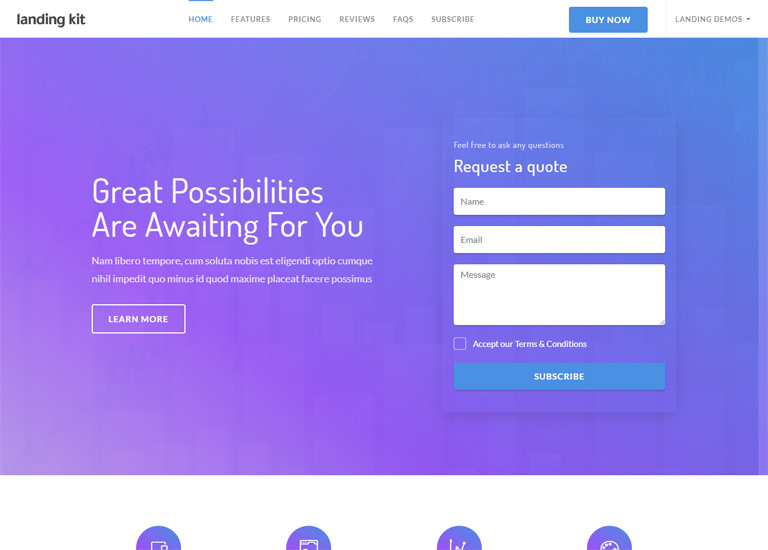 landing kit
HOME
FEATURES
PRICING
REVIEWS
FAQS
SUBSCRIBE
BUY NOW
LANDING DEMOS
Great Possibilities
Are Awaiting For You
Nam libero tempore, cum soluta nobis est eligendi optio cumque
nihil impedit quo minus id quod maxime placeat facere possimus
LEARN MORE
Feel free to ask any questions
Request a quote
Name
Email
Message
Accept our Terms & Conditions
SUBSCRIBE